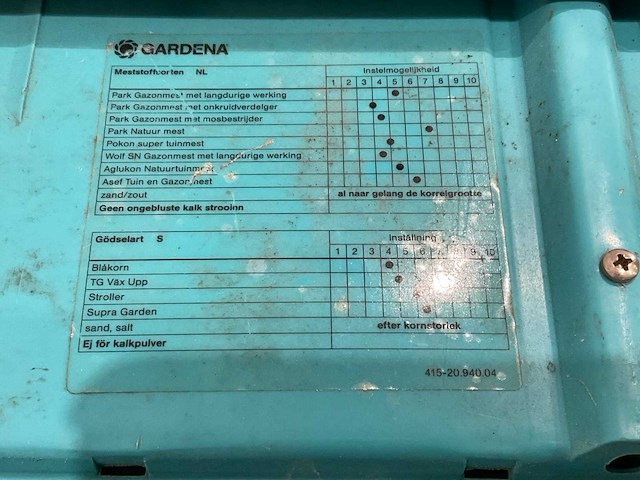 GARDENA
Meststofsoorten NL Instelmogelijkheid
1 2 3 4 5 6 7 8 9 10
Park Gazonmest met langdurige werking
Park Gazonmest met onkruidverdelger
Park Gazonmest met mosbestrijder
Park Natuur mest
Pokon super tuinmest
Wolf SN Gazonmest met langdurige werking
Aglukon Natuurtuinmest
Asef Tuin en Gazonmest
zand/zout al naar gelang de korrelgrootte
Geen ongebluste kalk strooinn
Gödselart S Inställning
1 2 3 4 5 6 7 8 9 10
Blåkorn
TG Väx Upp
Stroller
Supra Garden
sand, salt efter kornstorlek
Ej för kalkpulver
415-20.940.04